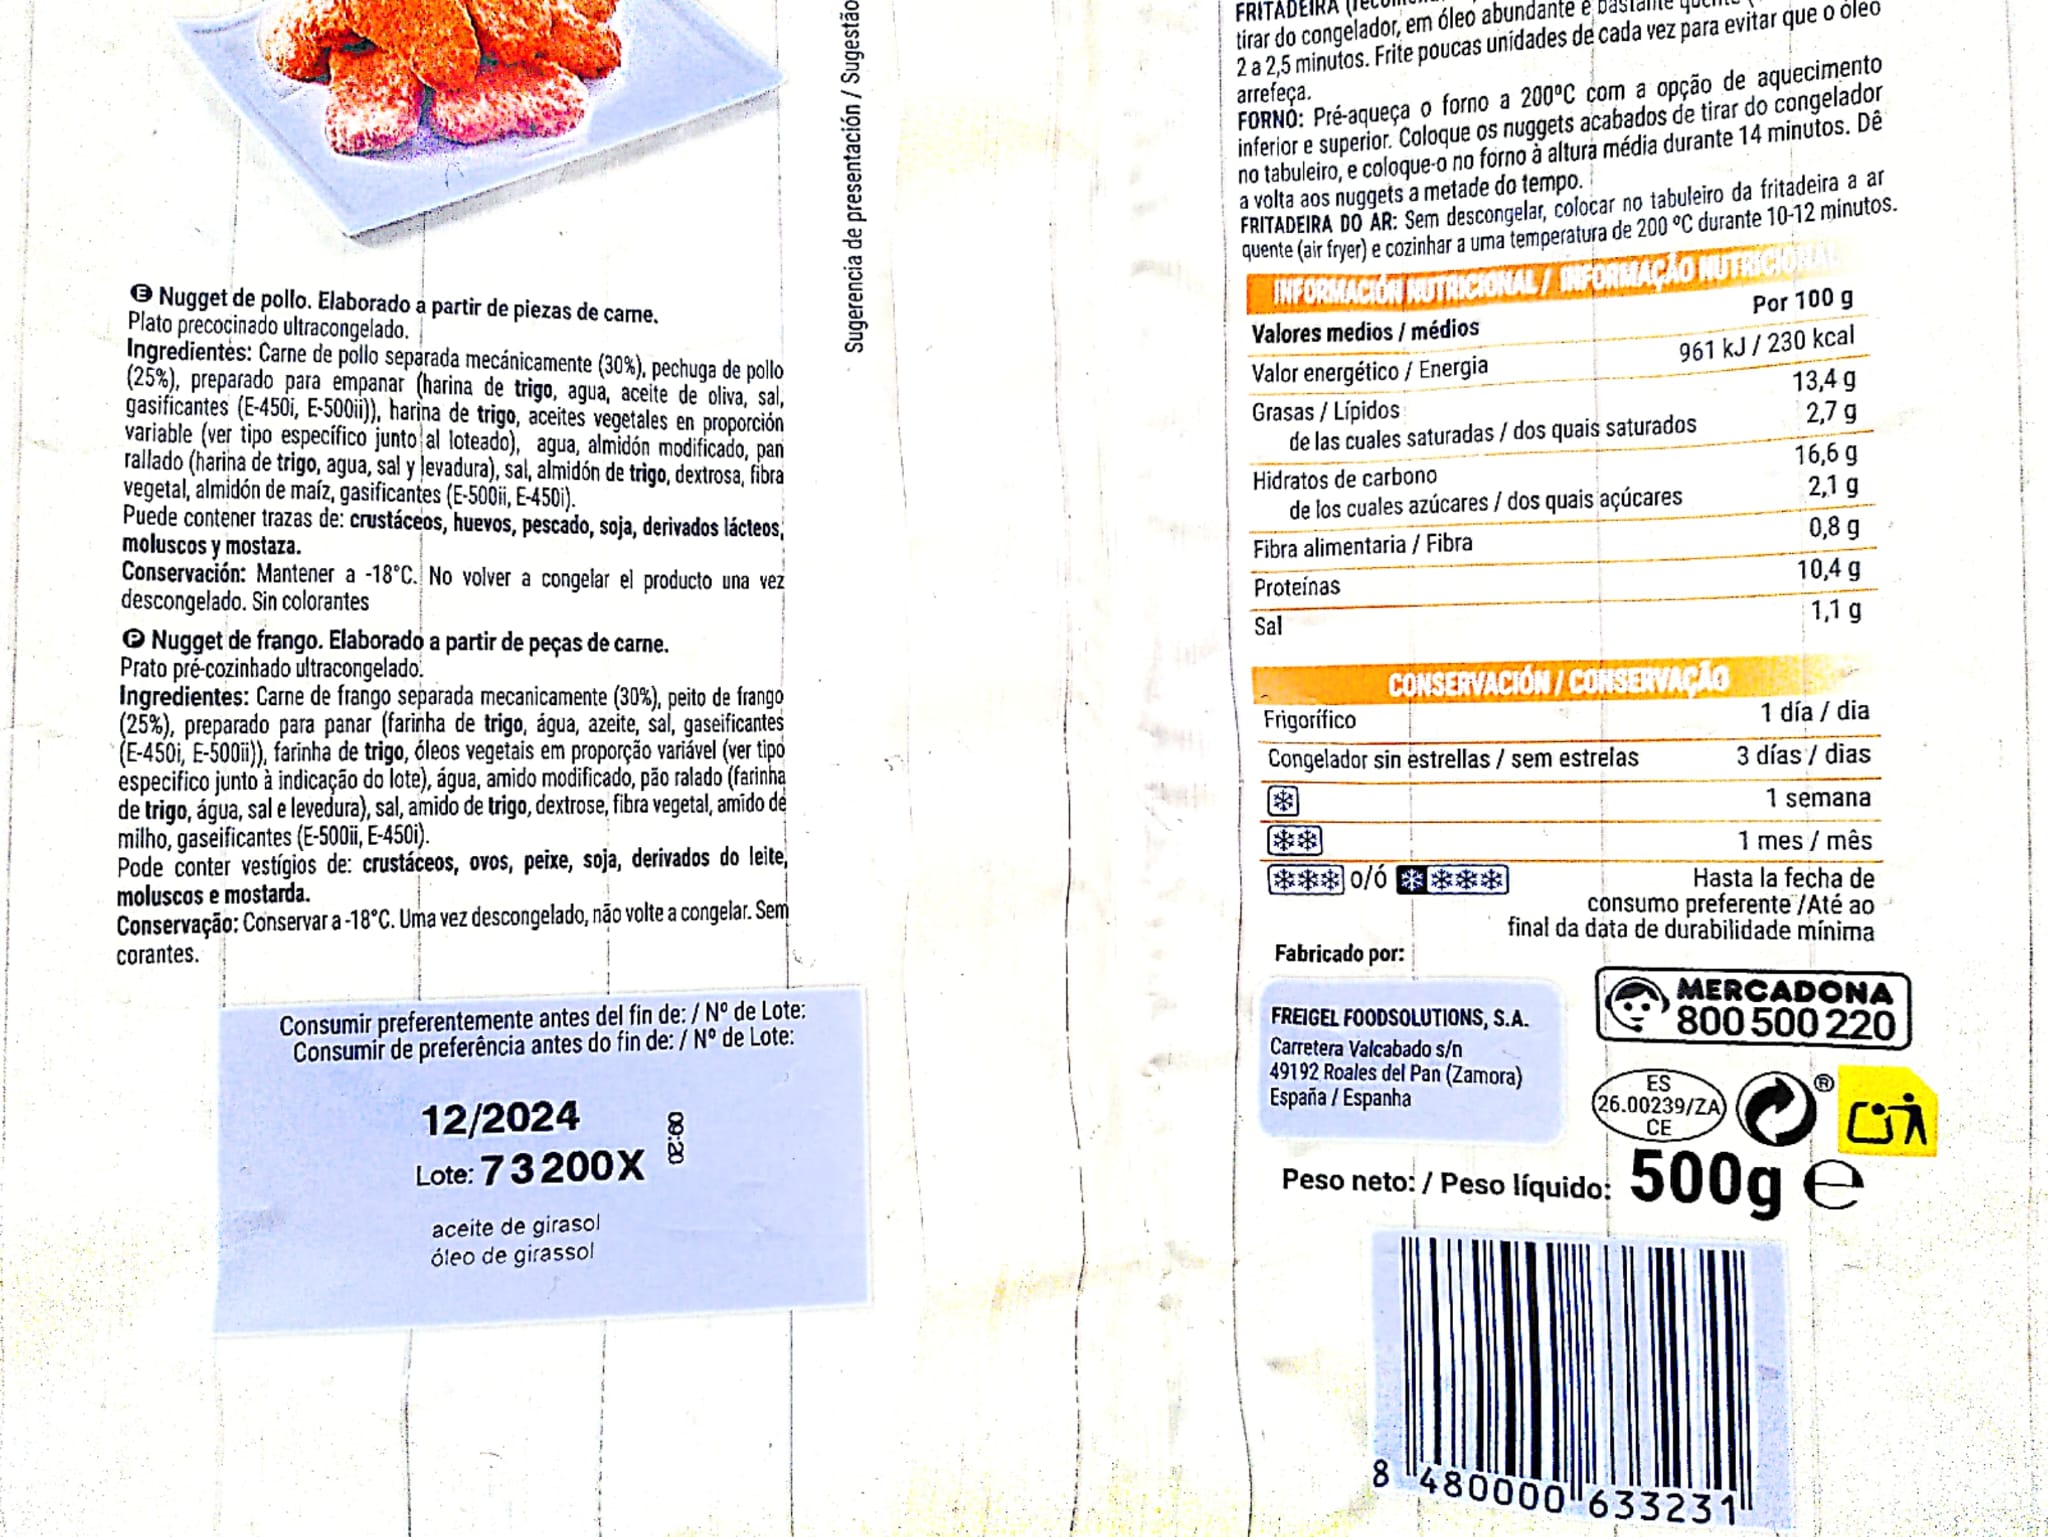 Sugerencia de presentación / Sugestão
E Nugget de pollo. Elaborado a partir de piezas de carne.
Plato precocinado ultracongelado.
Ingredientes: Carne de pollo separada mecánicamente (30%), pechuga de pollo
(25%), preparado para empanar (harina de trigo, agua, aceite de oliva, sal,
gasificantes (E-450i, E-500ii)), harina de trigo, aceites vegetales en proporción
variable (ver tipo específico junto al loteado), agua, almidón modificado, pan
rallado (harina de trigo, agua, sal y levadura), sal, almidón de trigo, dextrosa, fibra
vegetal, almidón de maíz, gasificantes (E-500ii, E-450i).
Puede contener trazas de: crustáceos, huevos, pescado, soja, derivados lácteos,
moluscos y mostaza.
Conservación: Mantener a -18°C. No volver a congelar el producto una vez
descongelado. Sin colorantes
P Nugget de frango. Elaborado a partir de peças de carne.
Prato pré-cozinhado ultracongelado.
Ingredientes: Carne de frango separada mecanicamente (30%), peito de frango
(25%), preparado para panar (farinha de trigo, água, azeite, sal, gaseificantes
(E-450i, E-500ii)), farinha de trigo, óleos vegetais em proporção variável (ver tipo
especifico junto à indicação do lote), água, amido modificado, pão ralado (farinha
de trigo, água, sal e levedura), sal, amido de trigo, dextrose, fibra vegetal, amido de
milho, gaseificantes (E-500ii, E-450i).
Pode conter vestígios de: crustáceos, ovos, peixe, soja, derivados do leite,
moluscos e mostarda.
Conservação: Conservar a -18°C. Uma vez descongelado, não volte a congelar. Sem
corantes.
Consumir preferentemente antes del fin de: / Nº de Lote:
Consumir de preferência antes do fin de: / Nº de Lote:
12/2024
Lote: 73200X
09:20
aceite de girasol
óleo de girassol
FRITADEIRA
tirar do congelador, em óleo abundante e bastante
2 a 2,5 minutos. Frite poucas unidades de cada vez para evitar que o óleo
arrefeça.
FORNO: Pré-aqueça o forno a 200ºC com a opção de aquecimento
inferior e superior. Coloque os nuggets acabados de tirar do congelador
no tabuleiro, e coloque-o no forno à altura média durante 14 minutos. Dê
a volta aos nuggets a metade do tempo.
FRITADEIRA DO AR: Sem descongelar, colocar no tabuleiro da fritadeira a ar
quente (air fryer) e cozinhar a uma temperatura de 200 ºC durante 10-12 minutos.
INFORMACIÓN NUTRICIONAL / INFORMAÇÃO NUTRICIONAL
Valores medios / médios Por 100 g
Valor energético / Energia 961 kJ / 230 kcal
Grasas / Lípidos 13,4 g
de las cuales saturadas / dos quais saturados 2,7 g
Hidratos de carbono 16,6 g
de los cuales azúcares / dos quais açúcares 2,1 g
Fibra alimentaria / Fibra 0,8 g
Proteínas 10,4 g
Sal 1,1 g
CONSERVACIÓN / CONSERVAÇÃO
Frigorífico 1 día / dia
Congelador sin estrellas / sem estrelas 3 días / dias
1 semana
1 mes / mês
o/ó Hasta la fecha de
consumo preferente /Até ao
final da data de durabilidade mínima
Fabricado por:
FREIGEL FOODSOLUTIONS, S.A.
Carretera Valcabado s/n
49192 Roales del Pan (Zamora)
España / Espanha
MERCADONA
800 500 220
ES
26.00239/ZA
CE
®
Peso neto: / Peso líquido: 500g e
8 480000 633231